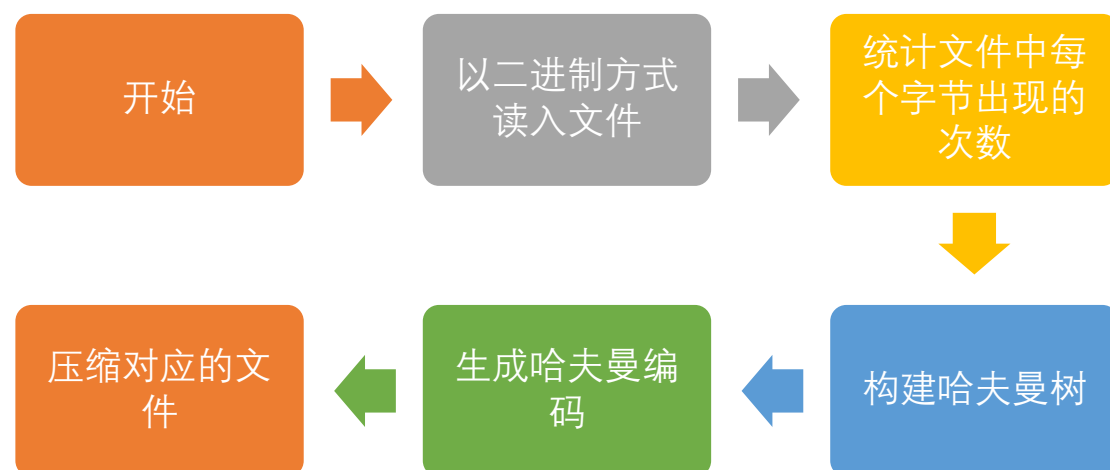 开始
以二进制方式
读入文件
统计文件中每
个字节出现的
次数
构建哈夫曼树
生成哈夫曼编
码
压缩对应的文
件